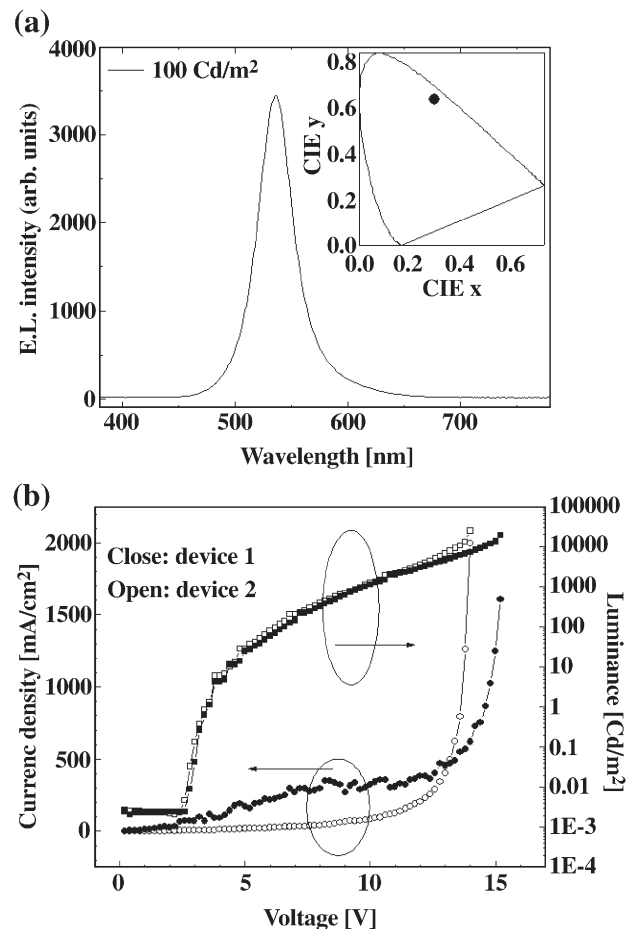 (a)
4000
3000
2000
1000
0
E.L. intensity (arb. units)
100 Cd/m²
0.8
0.6
0.4
0.2
0.0
CIE y
0.0 0.2 0.4 0.6
CIE x
400 500 600 700
Wavelength [nm]
(b)
2000
1500
1000
500
0
Currenc density [mA/cm²]
Close: device 1
Open: device 2
100000
10000
1000
100
10
1
0.1
0.01
1E-3
1E-4
Luminance [Cd/m²]
0 5 10 15
Voltage [V]